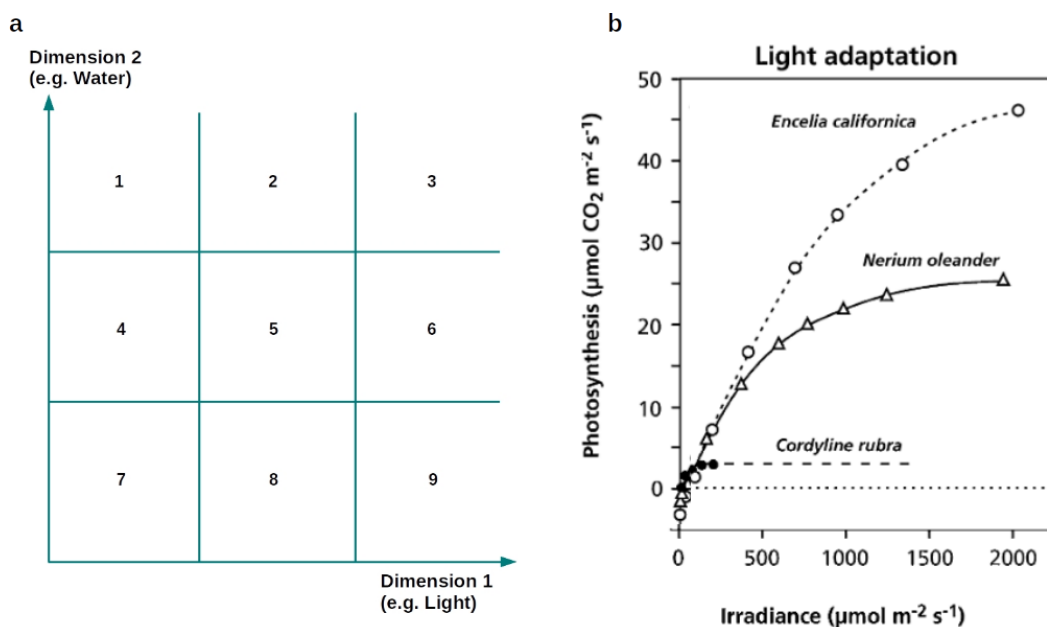 a
Dimension 2
(e.g. Water)
1
2
3
4
5
6
7
8
9
Dimension 1
(e.g. Light)
b
Light adaptation
Photosynthesis (µmol CO₂ m⁻² s⁻¹)
50
40
30
20
10
0
Encelia californica
Nerium oleander
Cordyline rubra
0 500 1000 1500 2000
Irradiance (µmol m⁻² s⁻¹)